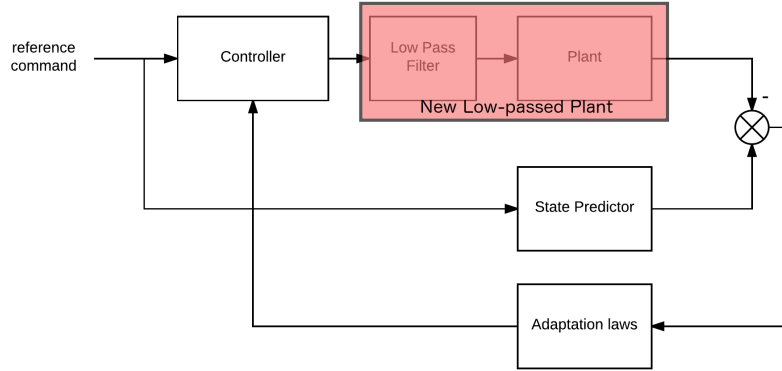 reference
command
Controller
Low Pass
Filter
Plant
New Low-passed Plant
-
State Predictor
Adaptation laws